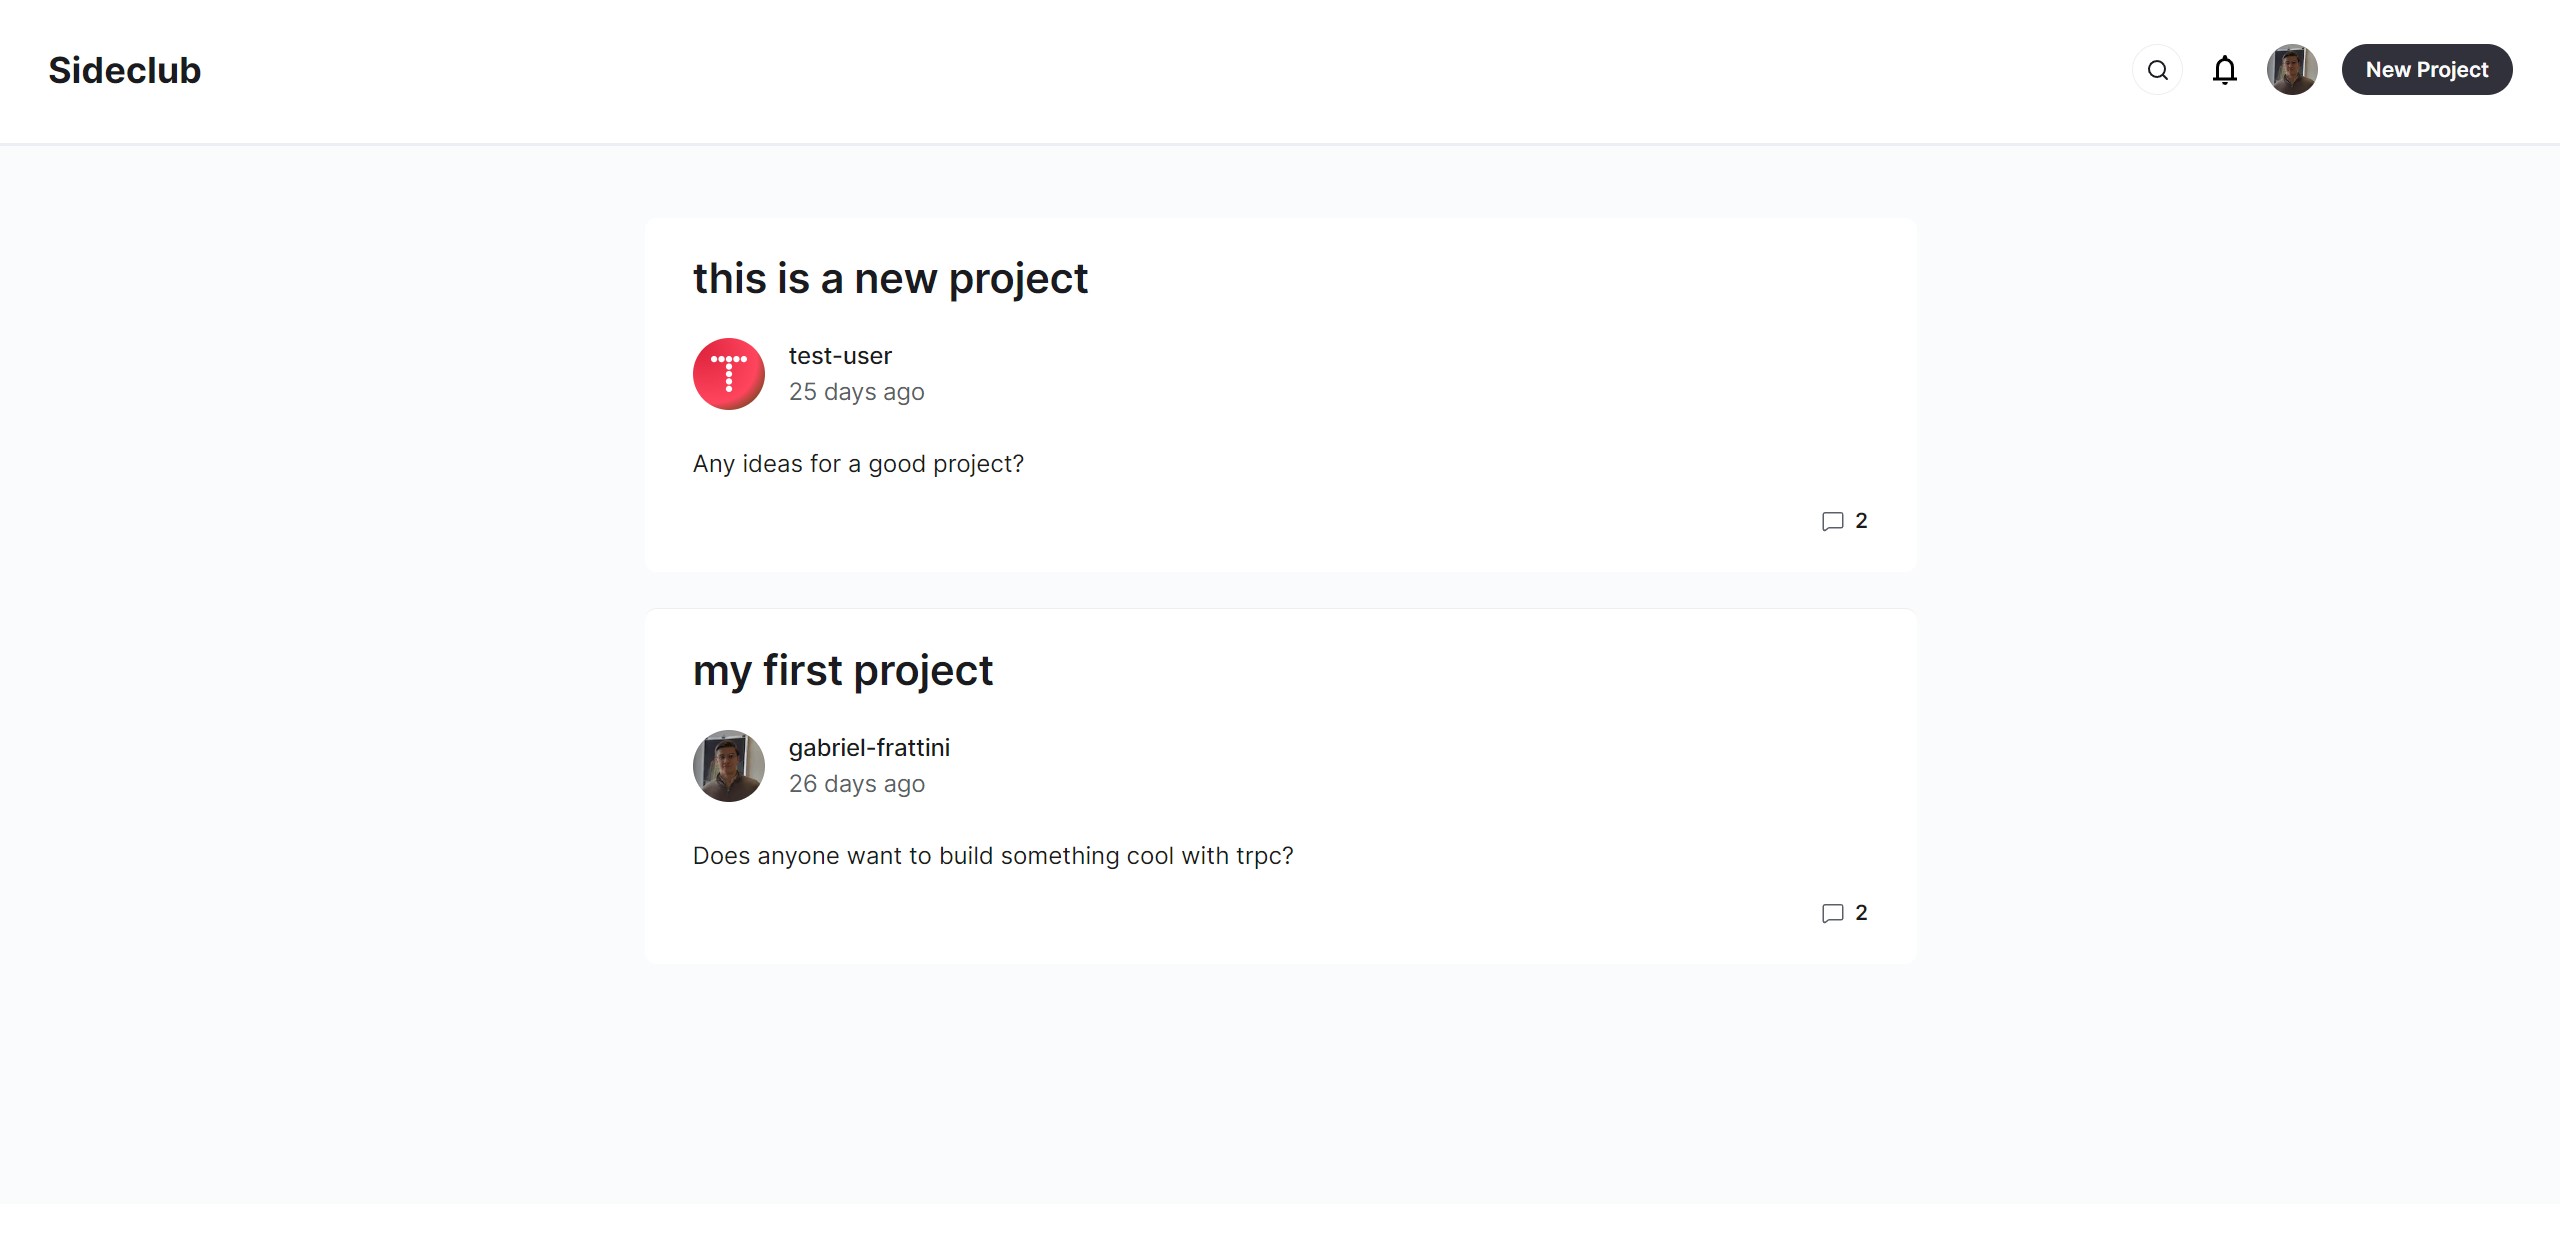 Sideclub
New Project
this is a new project
T
test-user
25 days ago
Any ideas for a good project?
2
my first project
gabriel-frattini
26 days ago
Does anyone want to build something cool with trpc?
2